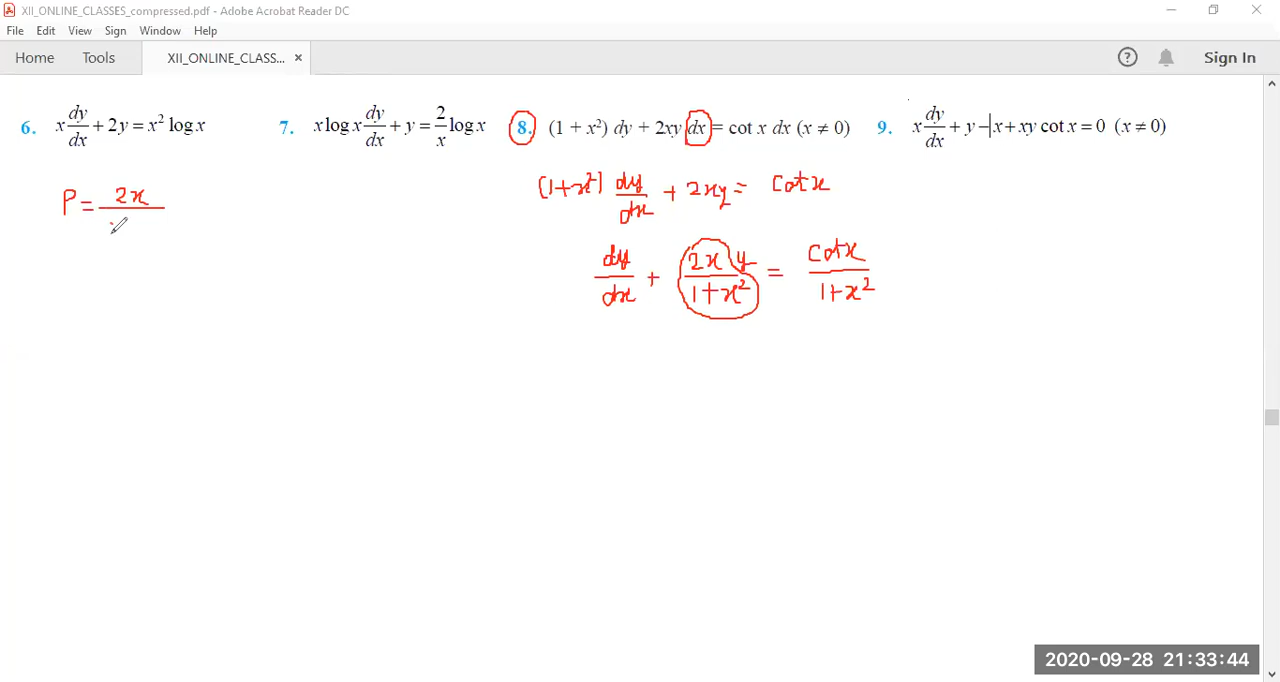 XII_ONLINE_CLASSES_compressed.pdf - Adobe Acrobat Reader DC
File Edit View Sign Window Help
Home Tools XII_ONLINE_CLASS... × ? Sign In
6. x dy/dx + 2y = x² log x
7. x log x dy/dx + y = 2/x log x
8. (1 + x²) dy + 2xy dx = cot x dx (x ≠ 0)
9. x dy/dx + y – x + xy cot x = 0 (x ≠ 0)
(1+x²) dy/dx + 2xy = cot x
P = 2x
dy/dx + 2x y/1+x² = cot x/1+x²
2020-09-28 21:33:44